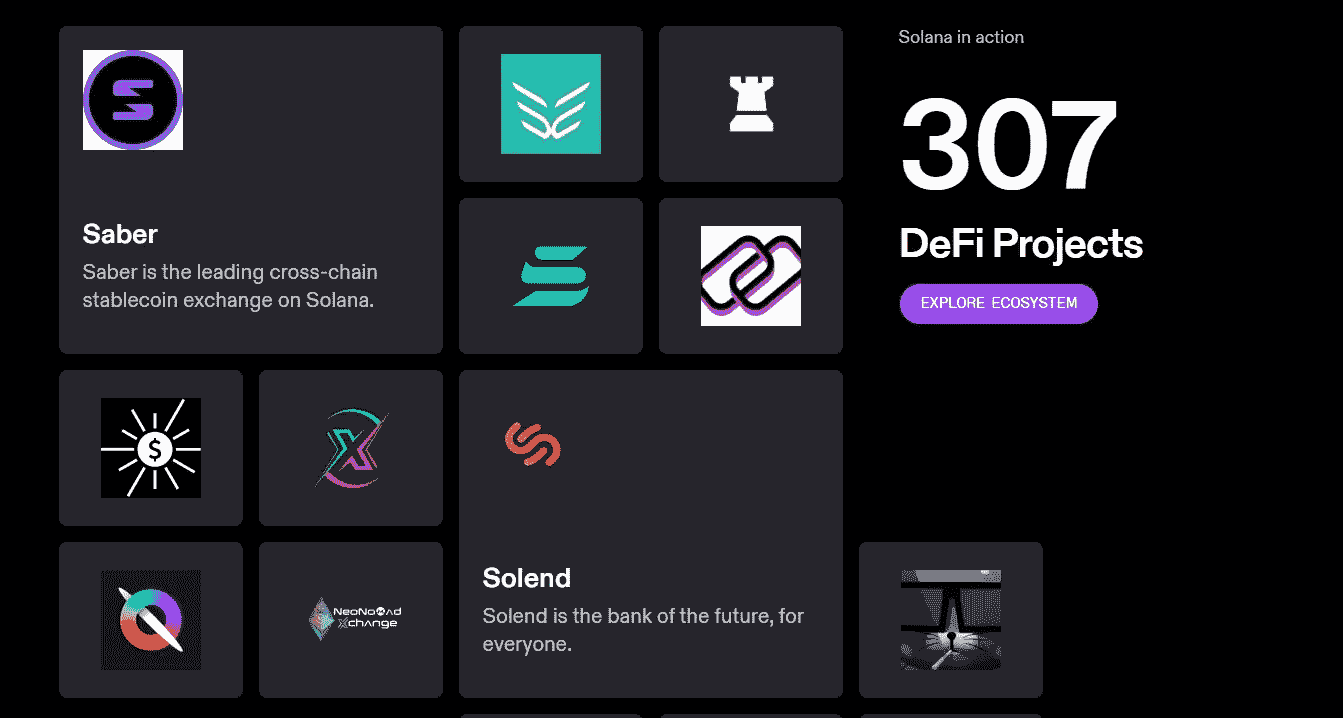 Solana in action
307
DeFi Projects
EXPLORE ECOSYSTEM
Saber
Saber is the leading cross-chain
stablecoin exchange on Solana.
$
NeoNoMad
Xchange
Solend
Solend is the bank of the future, for
everyone.